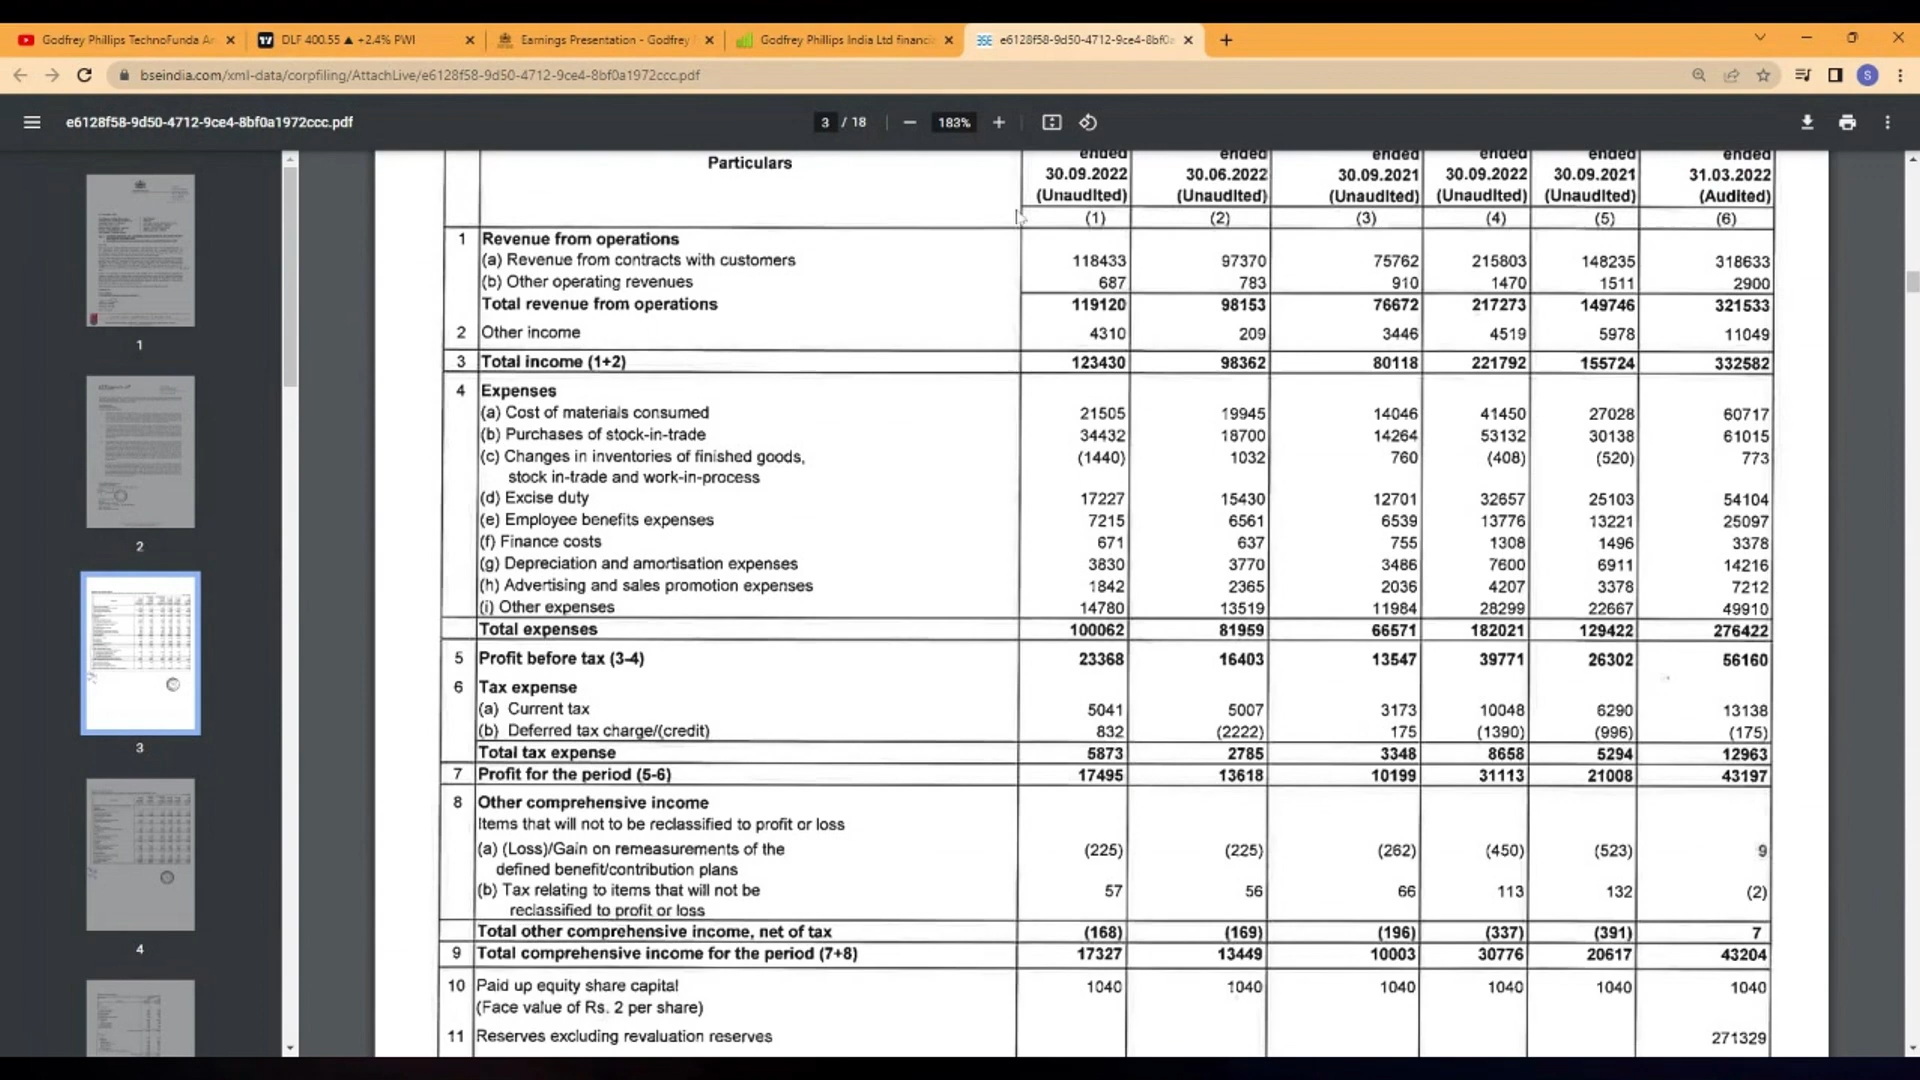 Godfrey Phillips TechnoFunda An
DLF 400.55 ▲ +2.4% PWI
Earnings Presentation - Godfrey
Godfrey Phillips India Ltd financi
e6128f58-9d50-4712-9ce4-8bf0a
bseindia.com/xml-data/corpfiling/AttachLive/e6128f58-9d50-4712-9ce4-8bf0a1972ccc.pdf
S
e6128f58-9d50-4712-9ce4-8bf0a1972ccc.pdf
3 / 18
183%
1
2
3
4
Particulars ended ended ended ended ended ended
30.09.2022 30.06.2022 30.09.2021 30.09.2022 30.09.2021 31.03.2022
(Unaudited) (Unaudited) (Unaudited) (Unaudited) (Unaudited) (Audited)
(1) (2) (3) (4) (5) (6)
1 Revenue from operations
(a) Revenue from contracts with customers 118433 97370 75762 215803 148235 318633
(b) Other operating revenues 687 783 910 1470 1511 2900
Total revenue from operations 119120 98153 76672 217273 149746 321533
2 Other income 4310 209 3446 4519 5978 11049
3 Total income (1+2) 123430 98362 80118 221792 155724 332582
4 Expenses
(a) Cost of materials consumed 21505 19945 14046 41450 27028 60717
(b) Purchases of stock-in-trade 34432 18700 14264 53132 30138 61015
(c) Changes in inventories of finished goods, (1440) 1032 760 (408) (520) 773
stock in-trade and work-in-process
(d) Excise duty 17227 15430 12701 32657 25103 54104
(e) Employee benefits expenses 7215 6561 6539 13776 13221 25097
(f) Finance costs 671 637 755 1308 1496 3378
(g) Depreciation and amortisation expenses 3830 3770 3486 7600 6911 14216
(h) Advertising and sales promotion expenses 1842 2365 2036 4207 3378 7212
(i) Other expenses 14780 13519 11984 28299 22667 49910
Total expenses 100062 81959 66571 182021 129422 276422
5 Profit before tax (3-4) 23368 16403 13547 39771 26302 56160
6 Tax expense
(a) Current tax 5041 5007 3173 10048 6290 13138
(b) Deferred tax charge/(credit) 832 (2222) 175 (1390) (996) (175)
Total tax expense 5873 2785 3348 8658 5294 12963
7 Profit for the period (5-6) 17495 13618 10199 31113 21008 43197
8 Other comprehensive income
Items that will not to be reclassified to profit or loss
(a) (Loss)/Gain on remeasurements of the (225) (225) (262) (450) (523) 9
defined benefit/contribution plans
(b) Tax relating to items that will not be 57 56 66 113 132 (2)
reclassified to profit or loss
Total other comprehensive income, net of tax (168) (169) (196) (337) (391) 7
9 Total comprehensive income for the period (7+8) 17327 13449 10003 30776 20617 43204
10 Paid up equity share capital 1040 1040 1040 1040 1040 1040
(Face value of Rs. 2 per share)
11 Reserves excluding revaluation reserves 271329